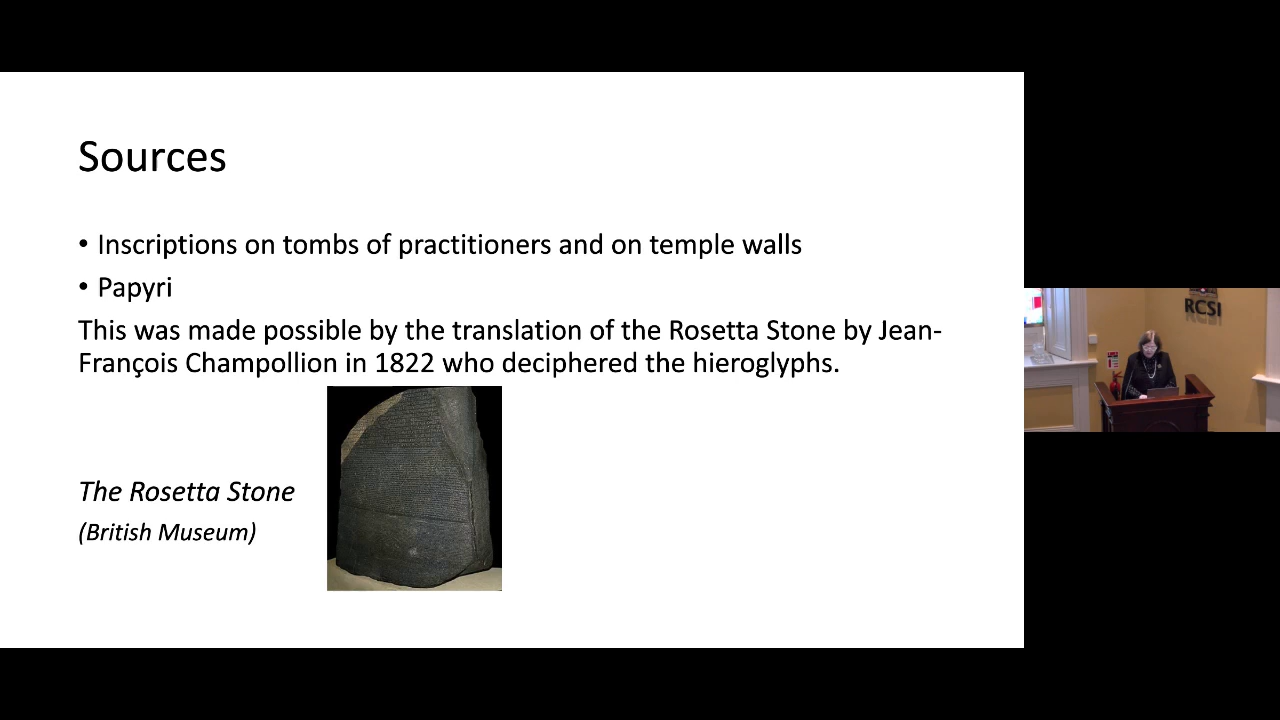 Sources
• Inscriptions on tombs of practitioners and on temple walls
• Papyri
This was made possible by the translation of the Rosetta Stone by Jean-
François Champollion in 1822 who deciphered the hieroglyphs.
The Rosetta Stone
(British Museum)
RCSI